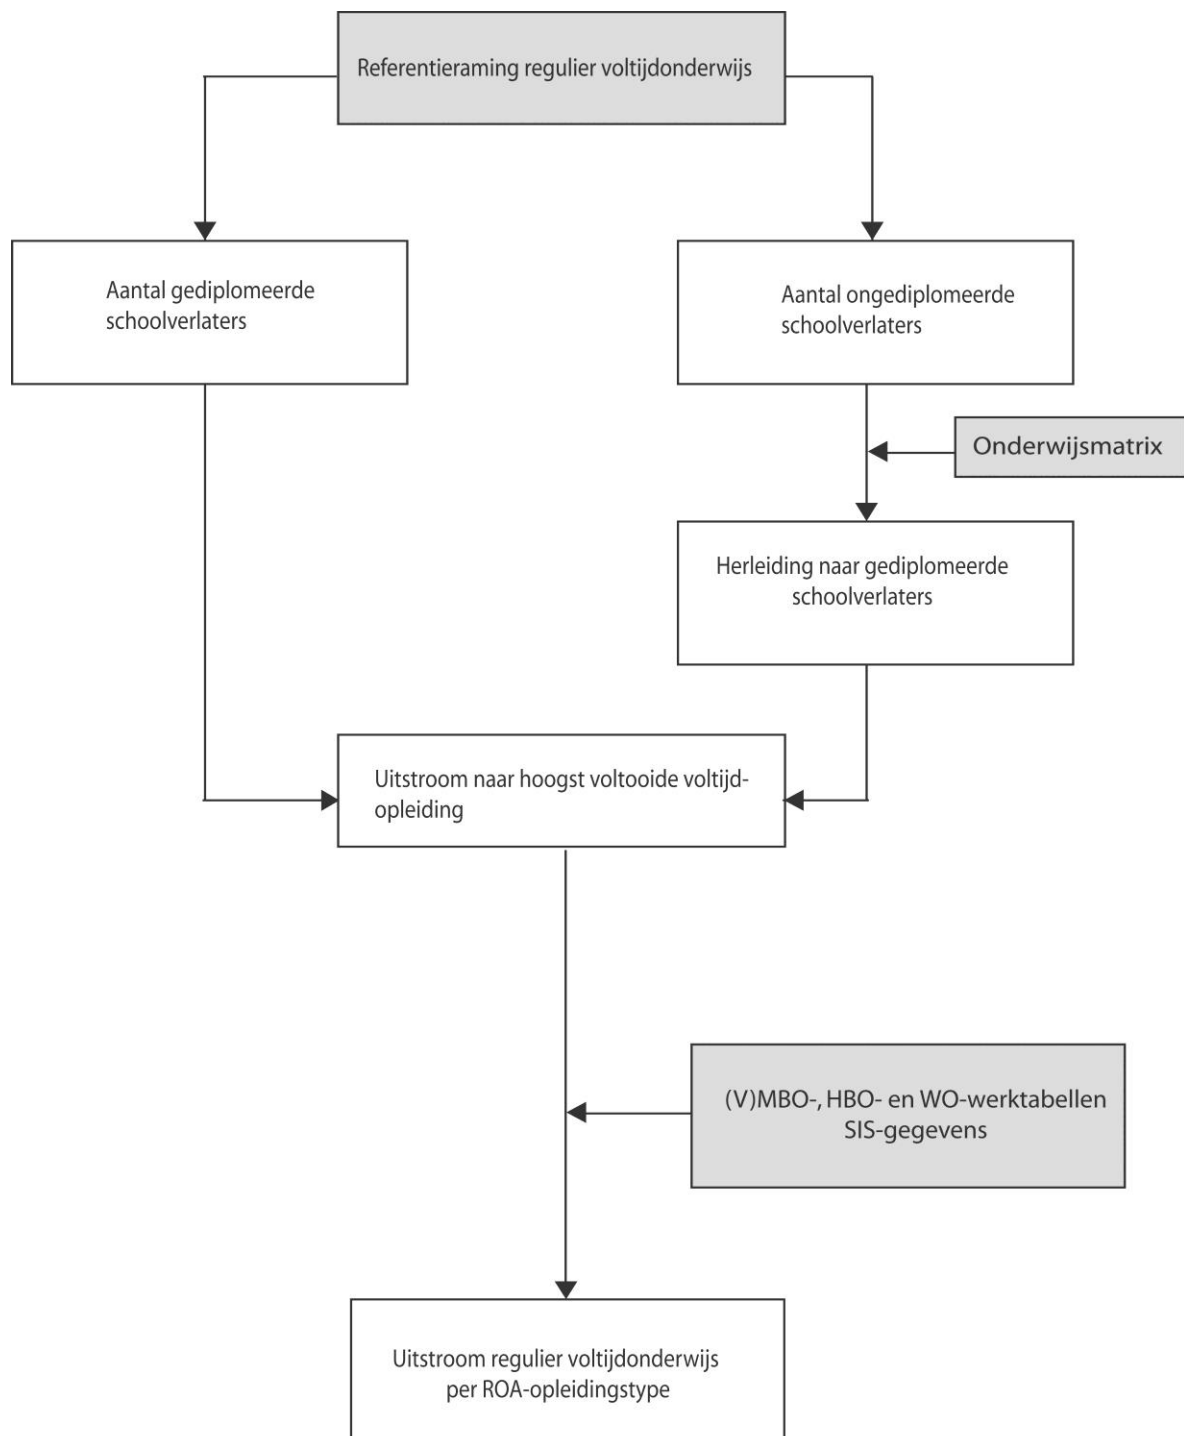 Referentieraming regulier voltijdonderwijs
Aantal gediplomeerde
schoolverlaters
Aantal ongediplomeerde
schoolverlaters
Onderwijsmatrix
Herleiding naar gediplomeerde
schoolverlaters
Uitstroom naar hoogst voltooide voltijd-
opleiding
(V)MBO-, HBO- en WO-werktabellen
SIS-gegevens
Uitstroom regulier voltijdonderwijs
per ROA-opleidingstype